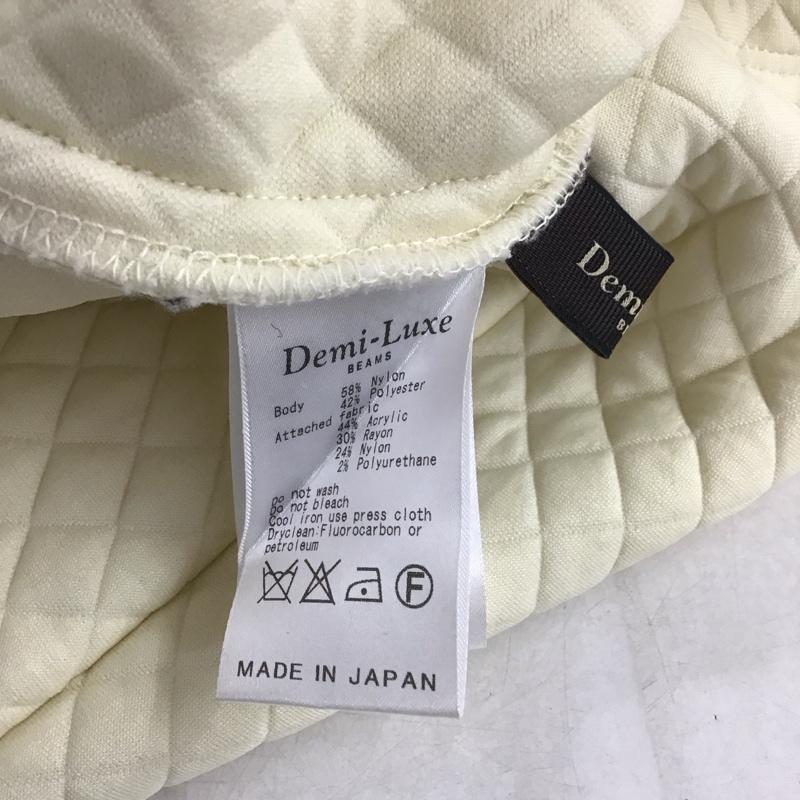 Dem
Demi-Luxe
BEAMS
Body 58% Nylon
42% Polyester
Attached fabric
44% Acrylic
30% Rayon
24% Nylon
2% Polyurethane
Do not wash
Do not bleach
Cool iron use press cloth
Dryclean:Fluorocarbon or
petroleum
F
MADE IN JAPAN